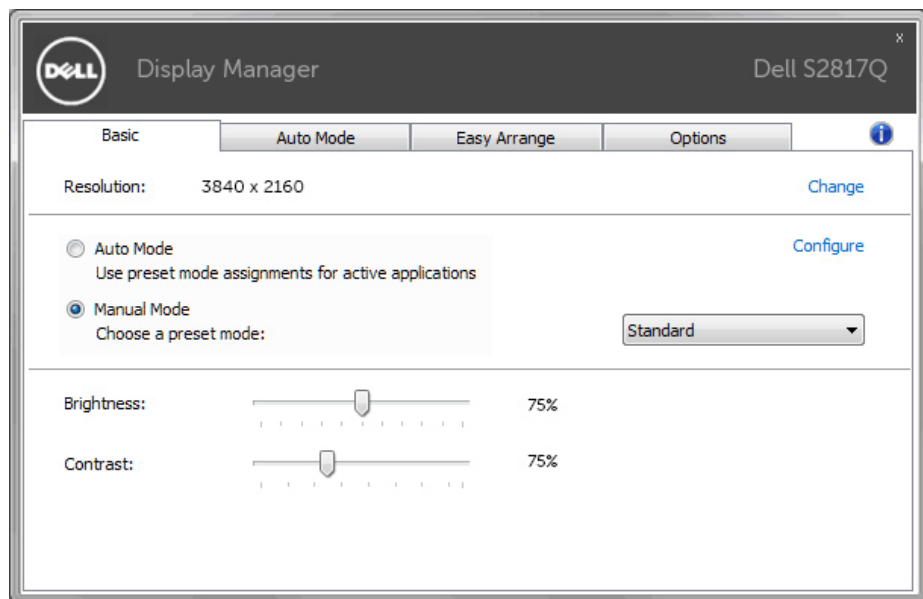 DELL
Display Manager
Dell S2817Q
x
Basic
Auto Mode
Easy Arrange
Options
i
Resolution:
3840 x 2160
Change
Auto Mode
Configure
Use preset mode assignments for active applications
Manual Mode
Choose a preset mode:
Standard
Brightness:
75%
Contrast:
75%